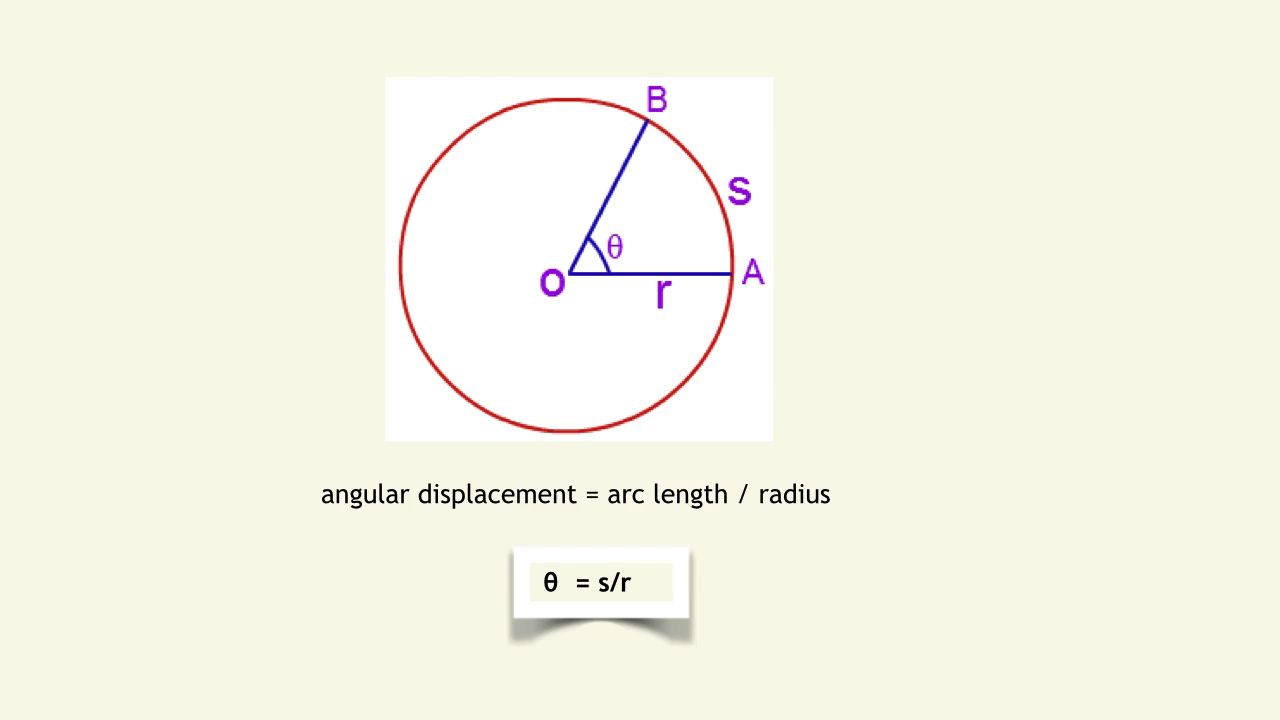 B
S
θ
O
A
r
angular displacement = arc length / radius
θ = s/r